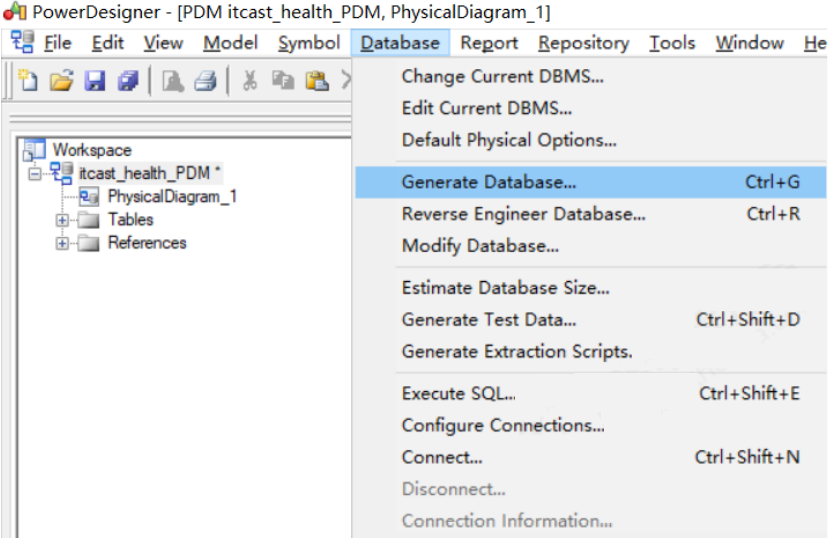 PowerDesigner - [PDM itcast_health_PDM, PhysicalDiagram_1]
File Edit View Model Symbol Database Report Repository Tools Window He
Workspace
itcast_health_PDM *
PhysicalDiagram_1
Tables
References
Change Current DBMS...
Edit Current DBMS...
Default Physical Options...
Generate Database... Ctrl+G
Reverse Engineer Database... Ctrl+R
Modify Database...
Estimate Database Size...
Generate Test Data... Ctrl+Shift+D
Generate Extraction Scripts.
Execute SQL... Ctrl+Shift+E
Configure Connections...
Connect... Ctrl+Shift+N
Disconnect...
Connection Information...